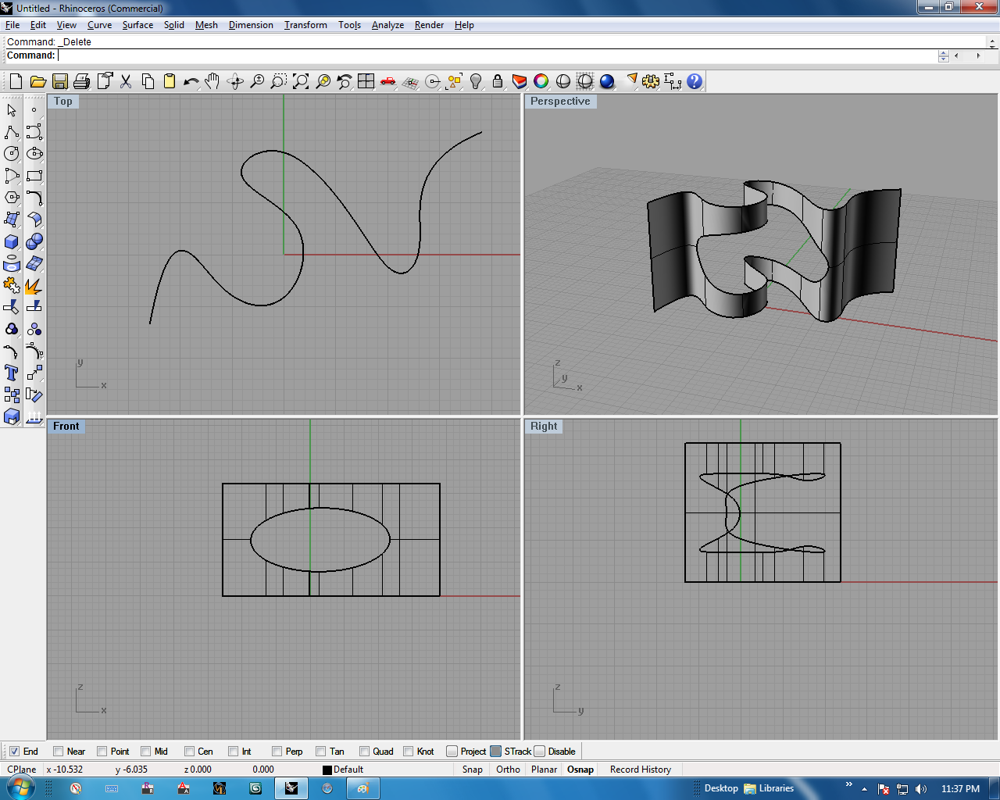 Untitled - Rhinoceros (Commercial)
File Edit View Curve Surface Solid Mesh Dimension Transform Tools Analyze Render Help
Command: _Delete
Command:
Top
Perspective
y
x
z
y
x
Front
Right
z
x
z
y
End Near Point Mid Cen Int Perp Tan Quad Knot Project STrack Disable
CPlane x -10.532 y -6.035 z 0.000 0.000 Default Snap Ortho Planar Osnap Record History
Desktop Libraries 11:37 PM